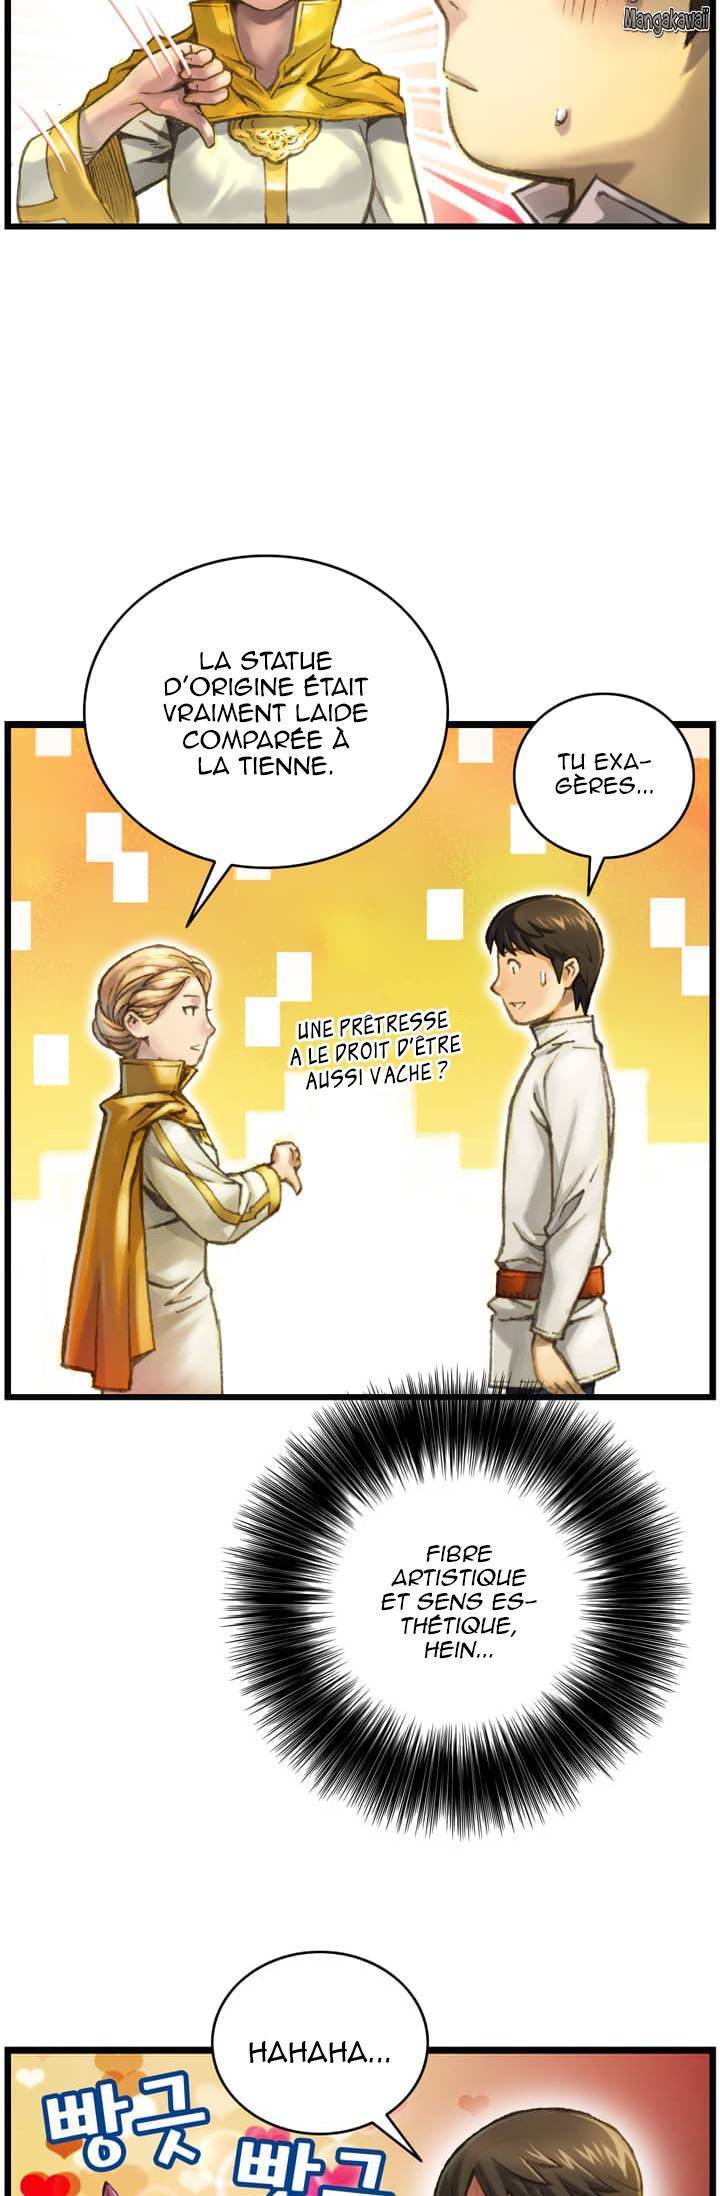 Mangakawaii
LA STATUE
D'ORIGINE ÉTAIT
VRAIMENT LAIDE
COMPARÉE À
LA TIENNE.
TU EXA-
GÈRES...
UNE PRÊTRESSE
A LE DROIT D'ÊTRE
AUSSI VACHE ?
FIBRE
ARTISTIQUE
ET SENS ES-
THÉTIQUE,
HEIN...
HAHAHA...
빵긋
빵긋